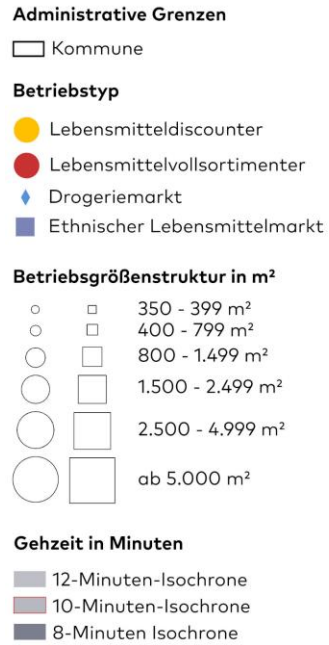 Administrative Grenzen
Kommune
Betriebstyp
Lebensmitteldiscounter
Lebensmittelvollsortimenter
Drogeriemarkt
Ethnischer Lebensmittelmarkt
Betriebsgrößenstruktur in m²
350 - 399 m²
400 - 799 m²
800 - 1.499 m²
1.500 - 2.499 m²
2.500 - 4.999 m²
ab 5.000 m²
Gehzeit in Minuten
12-Minuten-Isochrone
10-Minuten-Isochrone
8-Minuten Isochrone